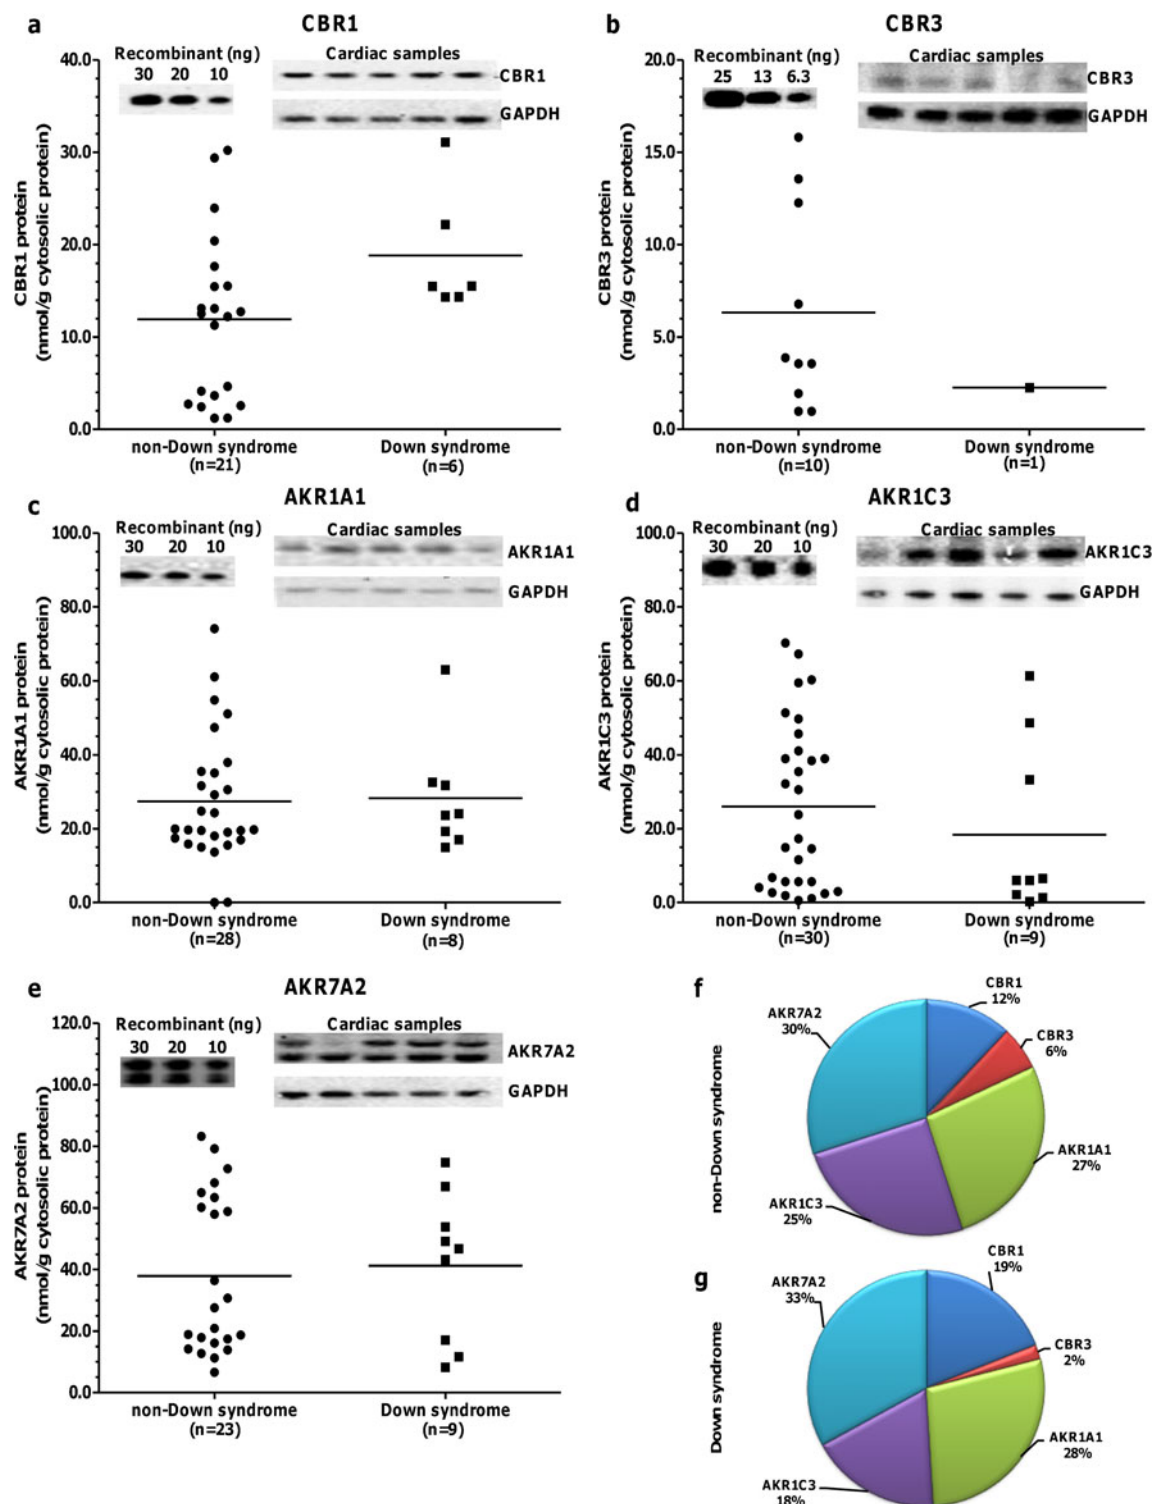 a
CBR1
Recombinant (ng)
30 20 10
Cardiac samples
CBR1
GAPDH
CBR1 protein
(nmol/g cytosolic protein)
40.0
30.0
20.0
10.0
0.0
non-Down syndrome
(n=21)
Down syndrome
(n=6)
b
CBR3
Recombinant (ng)
25 13 6.3
Cardiac samples
CBR3
GAPDH
CBR3 protein
(nmol/g cytosolic protein)
20.0
15.0
10.0
5.0
0.0
non-Down syndrome
(n=10)
Down syndrome
(n=1)
c
AKR1A1
Recombinant (ng)
30 20 10
Cardiac samples
AKR1A1
GAPDH
AKR1A1 protein
(nmol/g cytosolic protein)
100.0
80.0
60.0
40.0
20.0
0.0
non-Down syndrome
(n=28)
Down syndrome
(n=8)
d
AKR1C3
Recombinant (ng)
30 20 10
Cardiac samples
AKR1C3
GAPDH
AKR1C3 protein
(nmol/g cytosolic protein)
100.0
80.0
60.0
40.0
20.0
0.0
non-Down syndrome
(n=30)
Down syndrome
(n=9)
e
AKR7A2
Recombinant (ng)
30 20 10
Cardiac samples
AKR7A2
GAPDH
AKR7A2 protein
(nmol/g cytosolic protein)
120.0
100.0
80.0
60.0
40.0
20.0
0.0
non-Down syndrome
(n=23)
Down syndrome
(n=9)
f
non-Down syndrome
CBR1
12%
CBR3
6%
AKR1A1
27%
AKR1C3
25%
AKR7A2
30%
g
Down syndrome
CBR1
19%
CBR3
2%
AKR1A1
28%
AKR1C3
18%
AKR7A2
33%